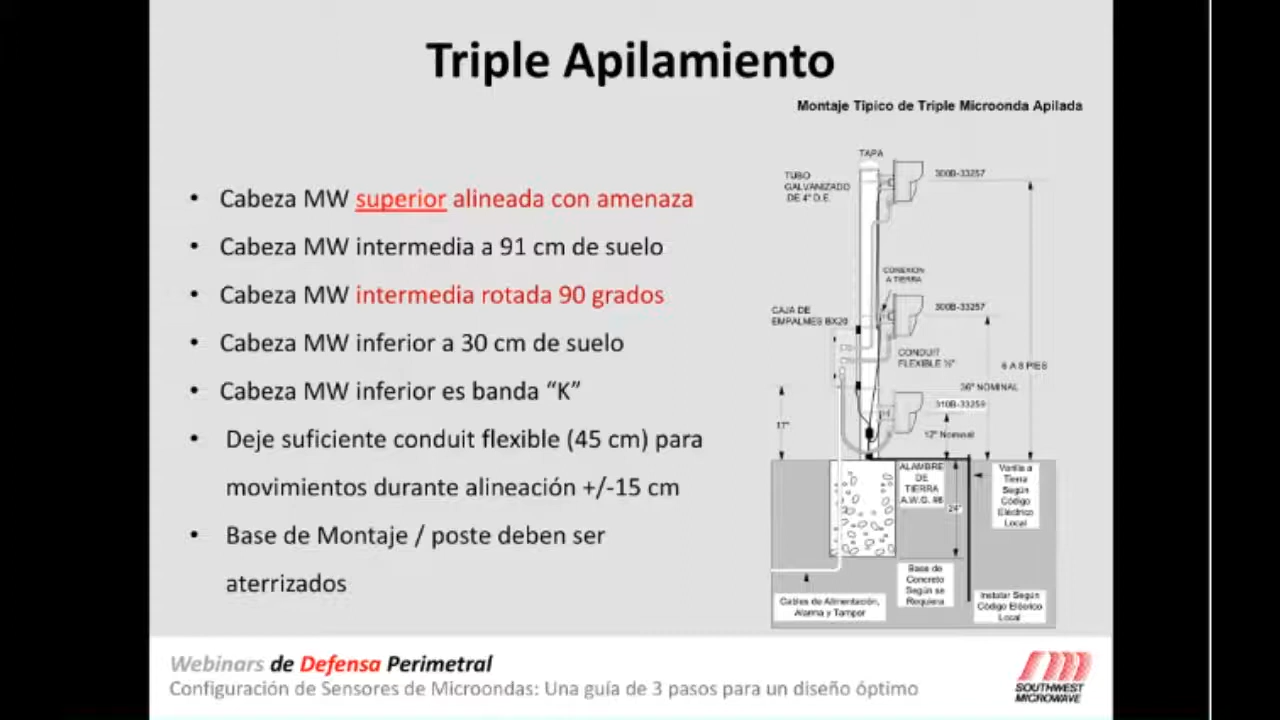 Triple Apilamiento
Montaje Tipico de Triple Microonda Apilada
• Cabeza MW superior alineada con amenaza
• Cabeza MW intermedia a 91 cm de suelo
• Cabeza MW intermedia rotada 90 grados
• Cabeza MW inferior a 30 cm de suelo
• Cabeza MW inferior es banda “K”
• Deje suficiente conduit flexible (45 cm) para
movimientos durante alineación +/-15 cm
• Base de Montaje / poste deben ser
aterrizados
TAPA
TUBO
GALVANIZADO
DE 4" D.E.
300B-33257
CONEXION
A TIERRA
CAJA DE
EMPALMES BX20
300B-33257
CONDUIT
FLEXIBLE ½"
6 A 8 PIES
36" NOMINAL
310B-33259
17"
12" Nominal
ALAMBRE
DE
TIERRA
A.W.G. #6
24"
Varilla a
Tierra
Según
Código
Eléctrico
Local
Base de
Concreto
Según se
Requiera
Cables de Alimentación,
Alarma y Tamper
Instalar Según
Código Eléctrico
Local
Webinars de Defensa Perimetral
Configuración de Sensores de Microondas: Una guía de 3 pasos para un diseño óptimo
SOUTHWEST
MICROWAVE